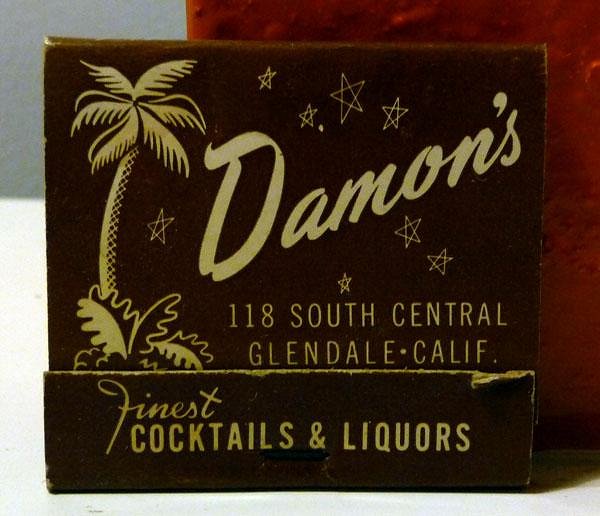 Damon's
118 SOUTH CENTRAL
GLENDALE•CALIF.
Finest
COCKTAILS & LIQUORS